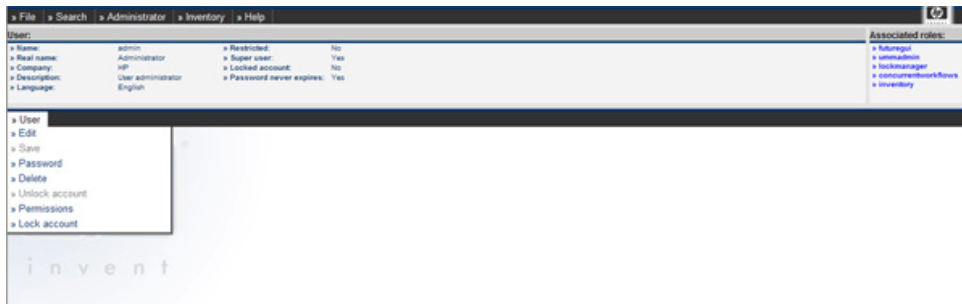 » File » Search » Administrator » Inventory » Help
hp
User:
Associated roles:
» Name: admin » Restricted: No
» Real name: Administrator » Super user: Yes
» Company: HP » Locked account: No
» Description: User administrator » Password never expires: Yes
» Language: English
» futuregui
» ummadmin
» lockmanager
» concurrentworkflows
» inventory
» User
» Edit
» Save
» Password
» Delete
» Unlock account
» Permissions
» Lock account
invent